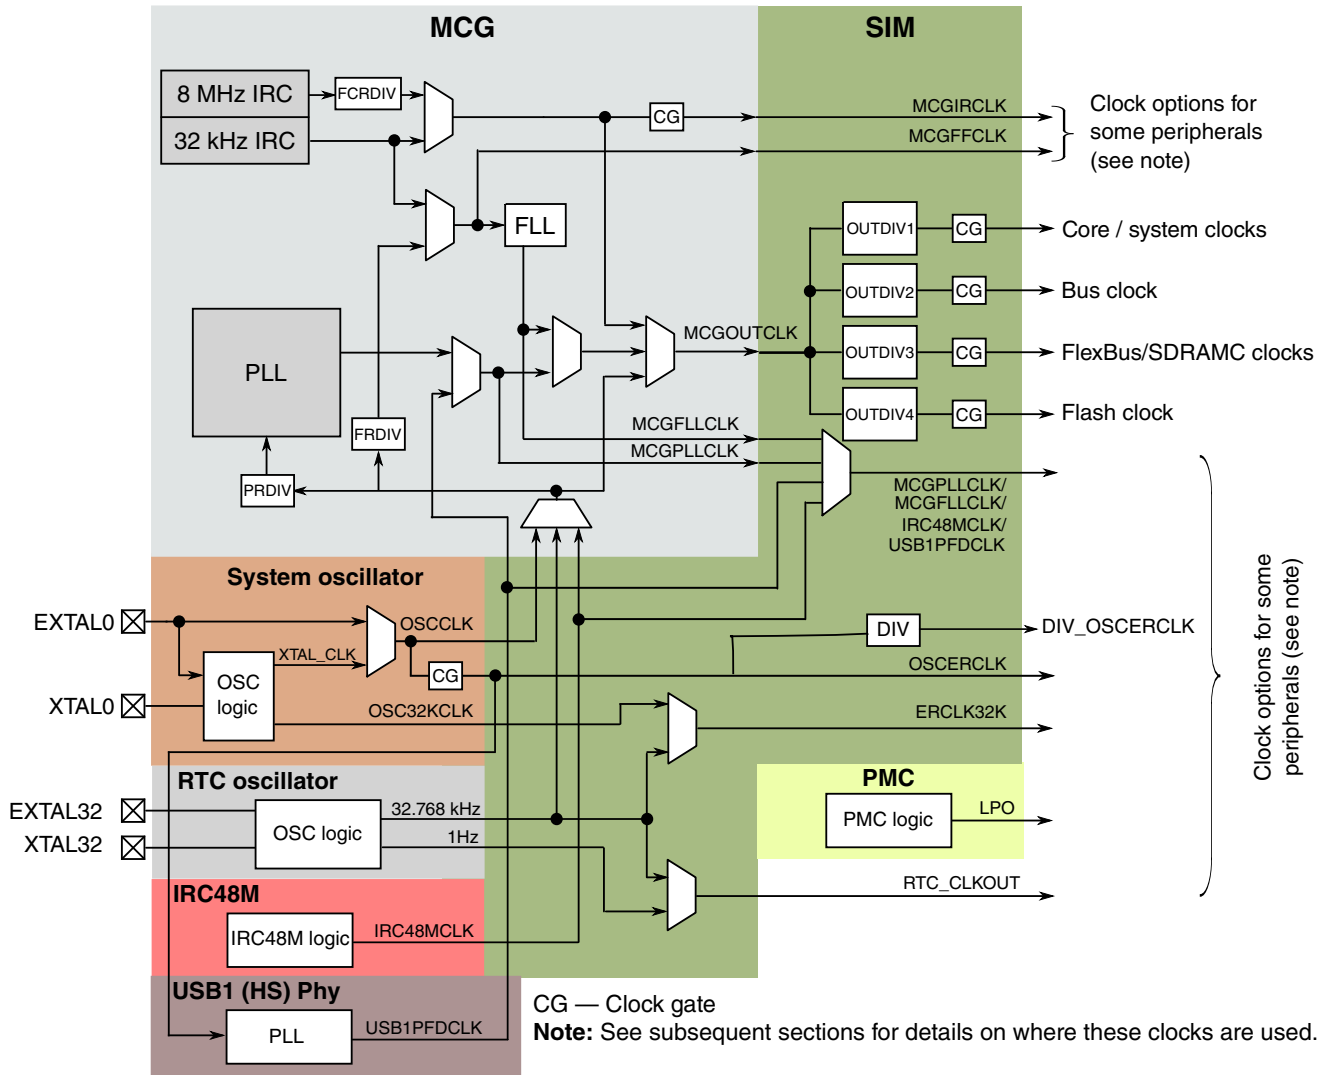 MCG
SIM
8 MHz IRC
FCRDIV
32 kHz IRC
CG
MCGIRCLK
MCGFFCLK
Clock options for
some peripherals
(see note)
FLL
OUTDIV1
CG
Core / system clocks
OUTDIV2
CG
Bus clock
MCGOUTCLK
OUTDIV3
CG
FlexBus/SDRAMC clocks
PLL
OUTDIV4
CG
Flash clock
FRDIV
MCGFLLCLK
MCGPLLCLK
PRDIV
MCGPLLCLK/
MCGFLLCLK/
IRC48MCLK/
USB1PFDCLK
System oscillator
EXTAL0
OSCCLK
XTAL_CLK
OSC
logic
CG
XTAL0
OSC32KCLK
DIV
DIV_OSCERCLK
OSCERCLK
ERCLK32K
Clock options for some
peripherals (see note)
RTC oscillator
EXTAL32
XTAL32
OSC logic
32.768 kHz
1Hz
PMC
PMC logic
LPO
RTC_CLKOUT
IRC48M
IRC48M logic
IRC48MCLK
USB1 (HS) Phy
PLL
USB1PFDCLK
CG — Clock gate
Note: See subsequent sections for details on where these clocks are used.